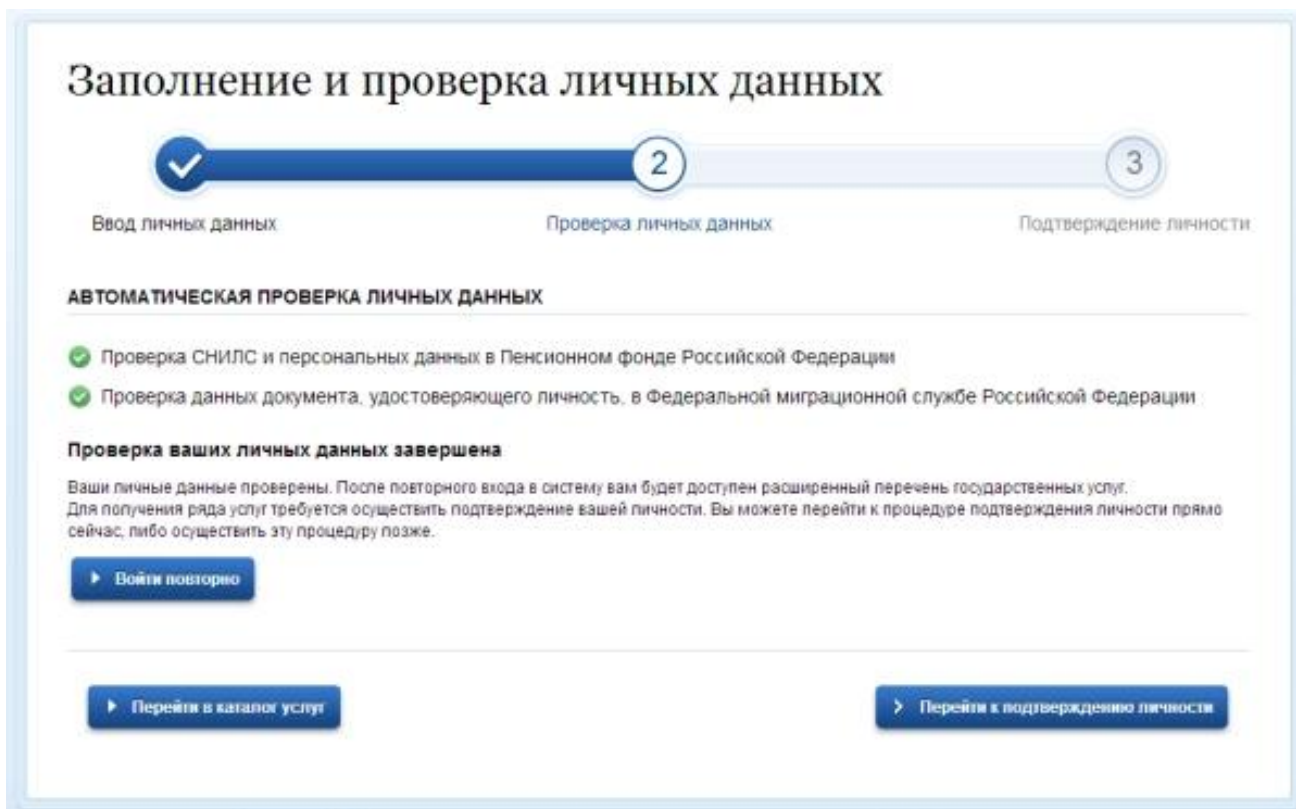 Заполнение и проверка личных данных
2
3
Ввод личных данных
Проверка личных данных
Подтверждение личности
АВТОМАТИЧЕСКАЯ ПРОВЕРКА ЛИЧНЫХ ДАННЫХ
Проверка СНИЛС и персональных данных в Пенсионном фонде Российской Федерации
Проверка данных документа, удостоверяющего личность, в Федеральной миграционной службе Российской Федерации
Проверка ваших личных данных завершена
Ваши личные данные проверены. После повторного входа в систему вам будет доступен расширенный перечень государственных услуг.
Для получения ряда услуг требуется осуществить подтверждение вашей личности. Вы можете перейти к процедуре подтверждения личности прямо
сейчас, либо осуществить эту процедуру позже.
Войти повторно
Перейти в каталог услуг
Перейти к подтверждению личности